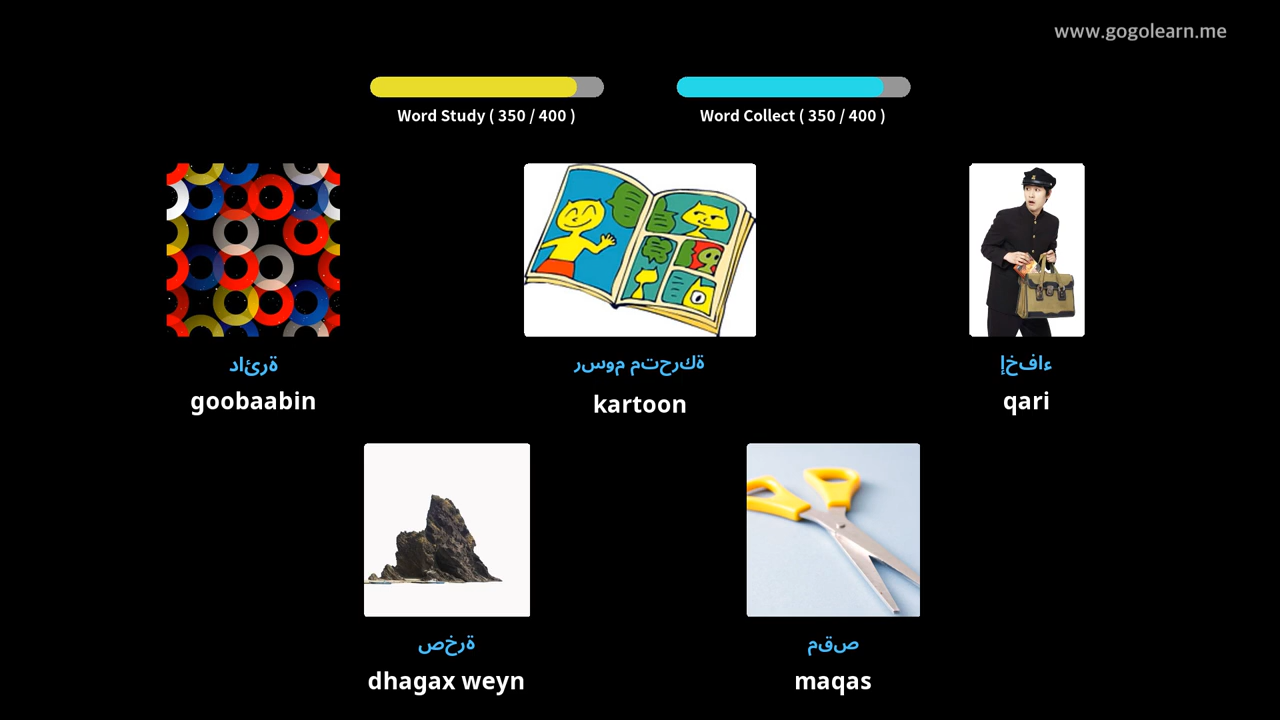 www.gogolearn.me
Word Study ( 350 / 400 )
Word Collect ( 350 / 400 )
دائرة
goobaabin
رسوم متحركة
kartoon
إخفاء
qari
صخرة
dhagax weyn
مقص
maqas